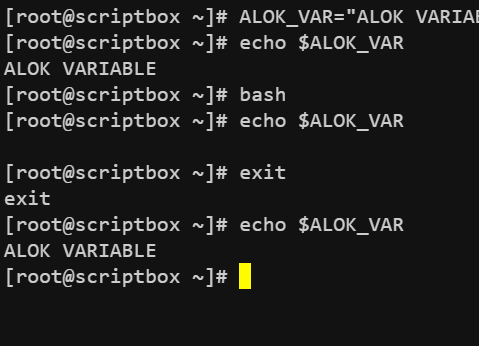 [root@scriptbox ~]# ALOK_VAR="ALOK
[root@scriptbox ~]# echo $ALOK_VAR
ALOK VARIABLE
[root@scriptbox ~]# bash
[root@scriptbox ~]# echo $ALOK_VAR
[root@scriptbox ~]# exit
exit
[root@scriptbox ~]# echo $ALOK_VAR
ALOK VARIABLE
[root@scriptbox ~]#